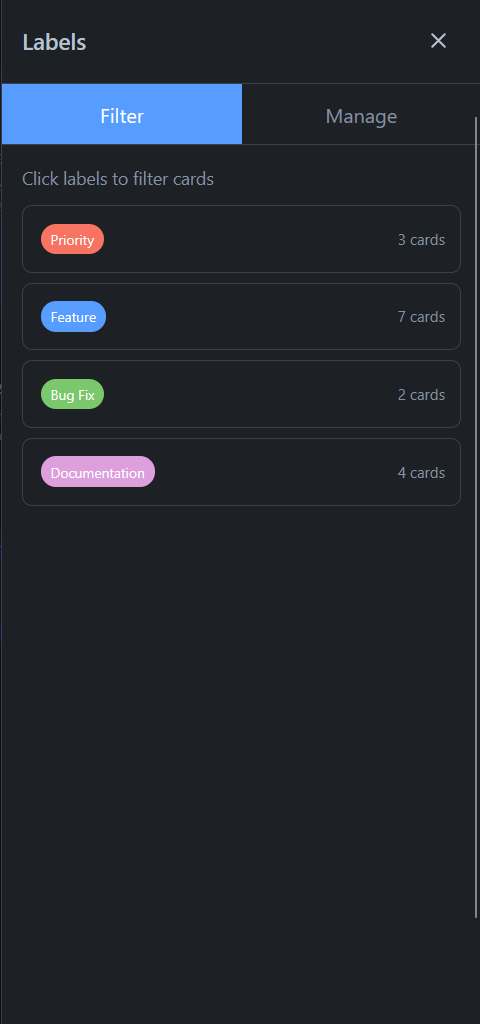 Labels
Filter
Manage
Click labels to filter cards
Priority
3 cards
Feature
7 cards
Bug Fix
2 cards
Documentation
4 cards